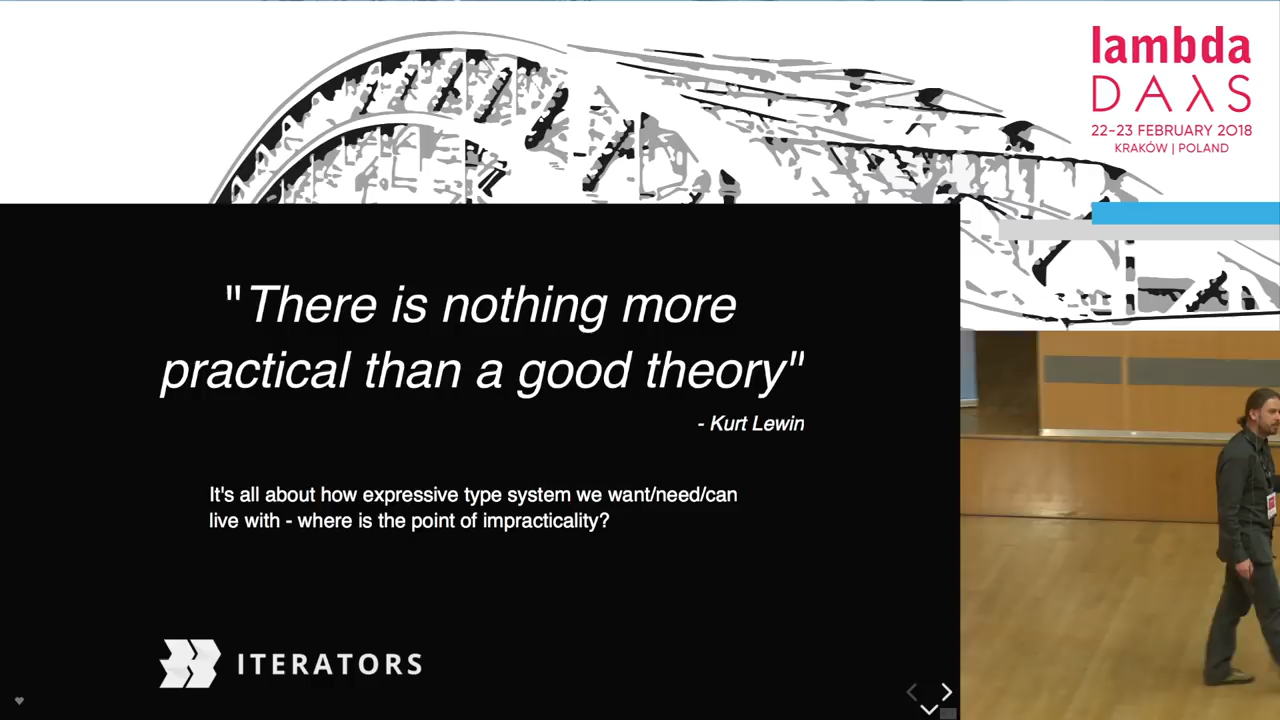 lambda
DAYS
22-23 FEBRUARY 2018
KRAKÓW | POLAND
"There is nothing more
practical than a good theory"
- Kurt Lewin
It's all about how expressive type system we want/need/can
live with - where is the point of impracticality?
ITERATORS